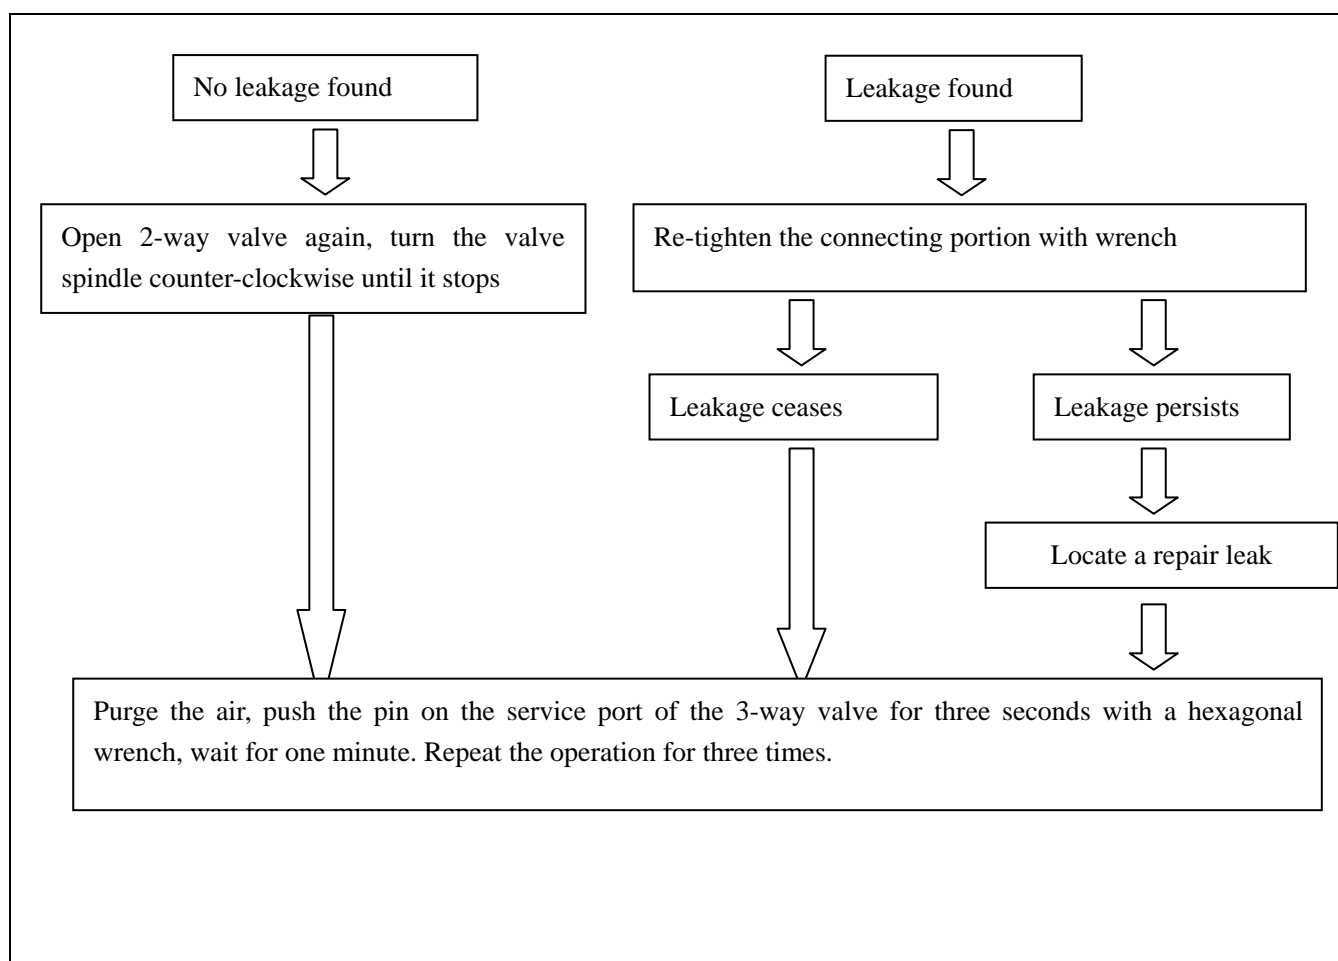 No leakage found
Leakage found
Open 2-way valve again, turn the valve
spindle counter-clockwise until it stops
Re-tighten the connecting portion with wrench
Leakage ceases
Leakage persists
Locate a repair leak
Purge the air, push the pin on the service port of the 3-way valve for three seconds with a hexagonal
wrench, wait for one minute. Repeat the operation for three times.